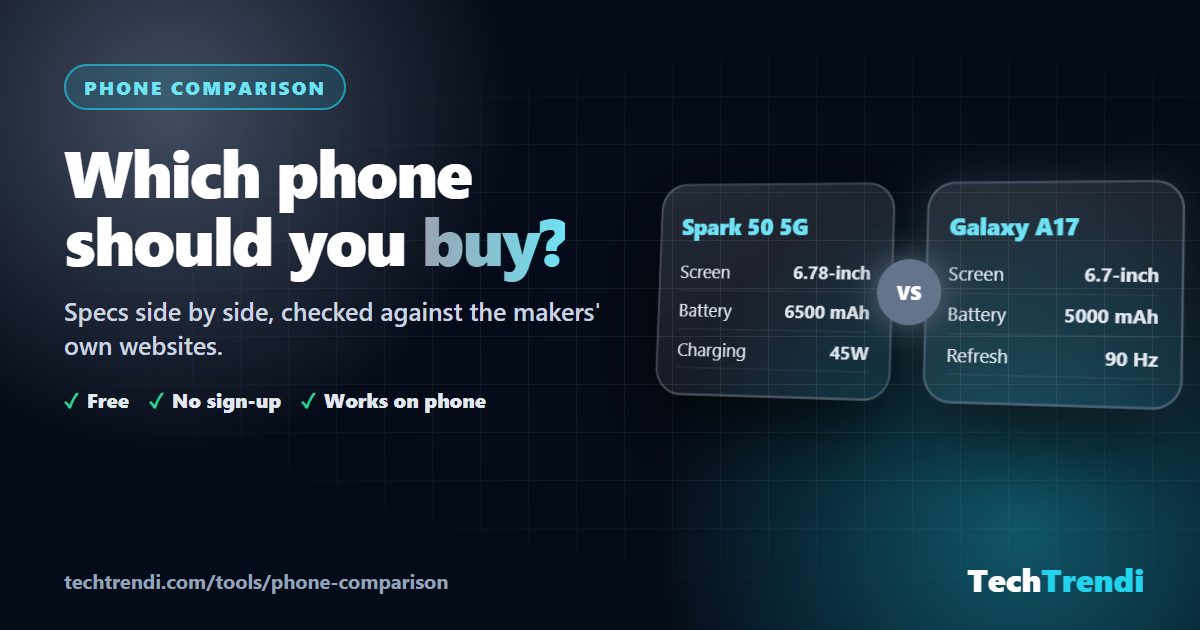 PHONE COMPARISON
Which phone
should you buy?
Specs side by side, checked against the makers'
own websites.
✓ Free ✓ No sign-up ✓ Works on phone
Spark 50 5G
Screen 6.78-inch
Battery 6500 mAh
Charging 45W
VS
Galaxy A17
Screen 6.7-inch
Battery 5000 mAh
Refresh 90 Hz
techtrendi.com/tools/phone-comparison
TechTrendi